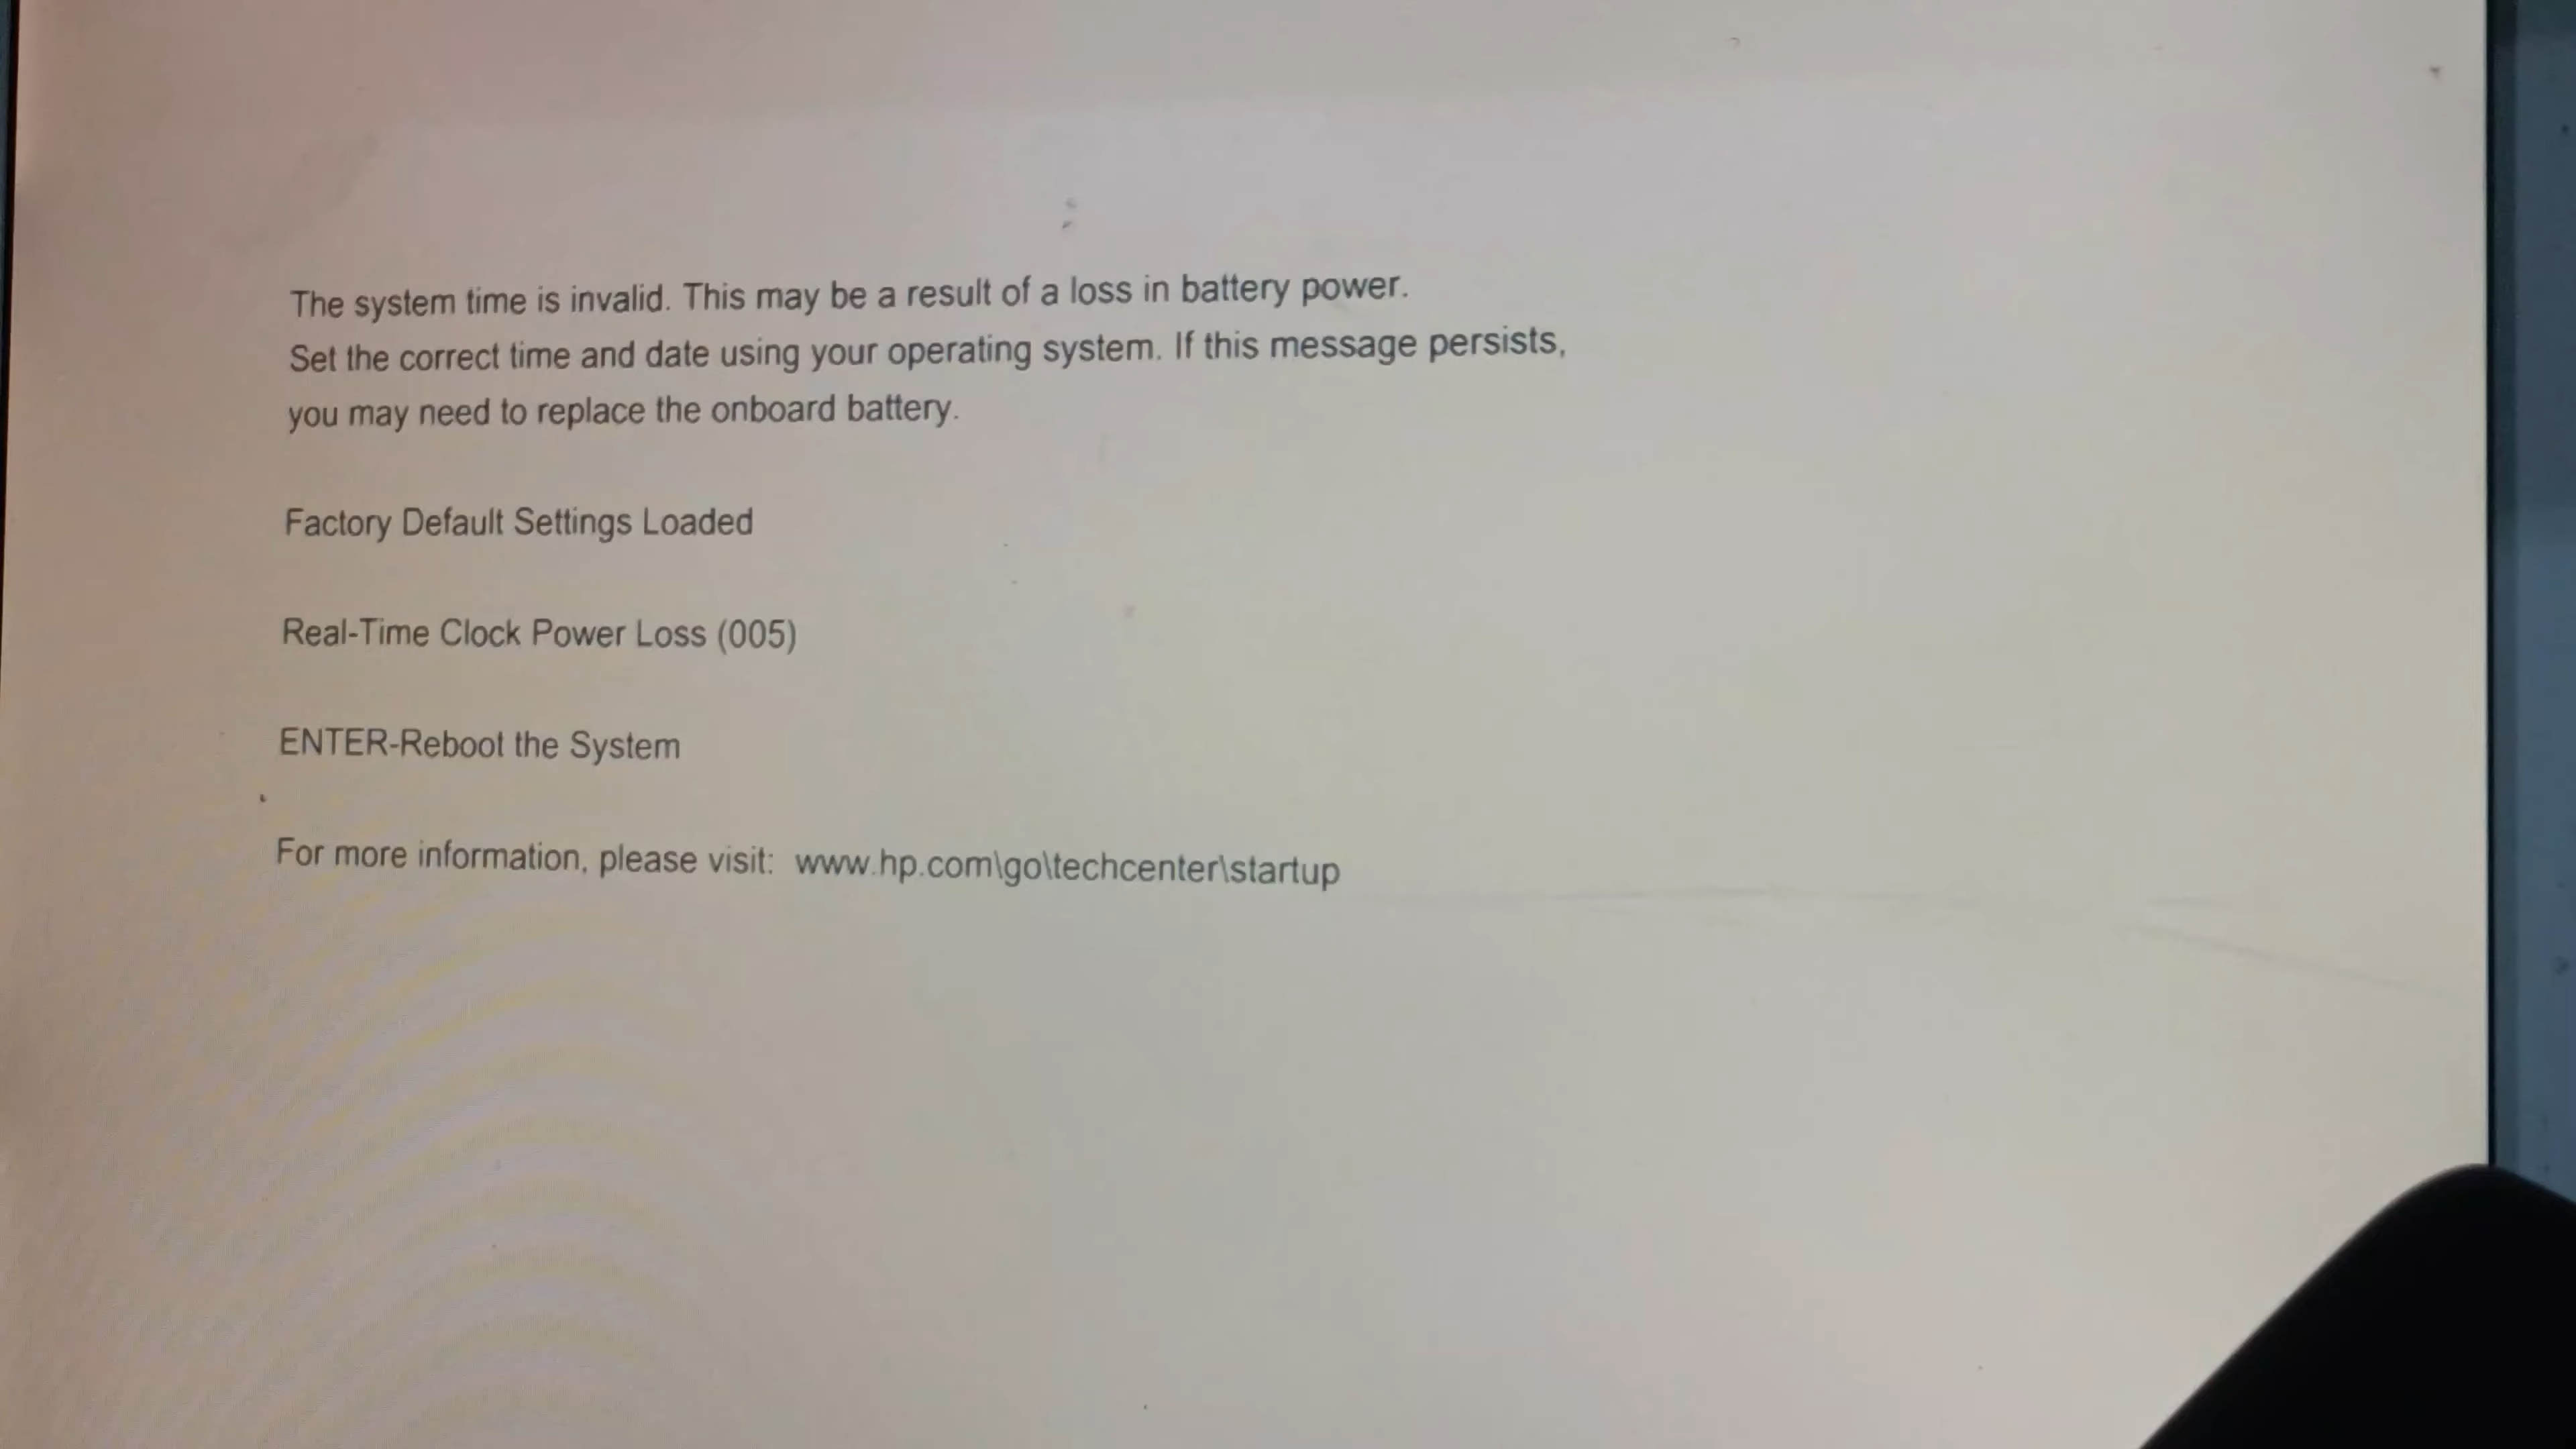 The system time is invalid. This may be a result of a loss in battery power.
Set the correct time and date using your operating system. If this message persists,
you may need to replace the onboard battery.
Factory Default Settings Loaded
Real-Time Clock Power Loss (005)
ENTER-Reboot the System
For more information, please visit: www.hp.com\go\techcenter\startup